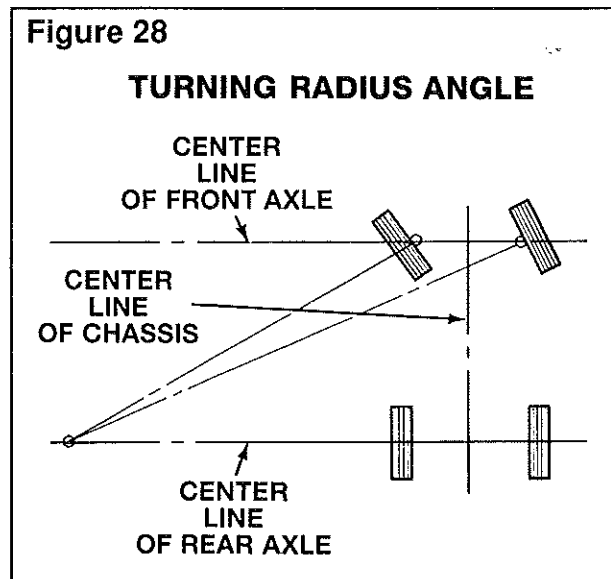 Figure 28
TURNING RADIUS ANGLE
CENTER
LINE
OF FRONT AXLE
CENTER
LINE
OF CHASSIS
CENTER
LINE
OF REAR AXLE